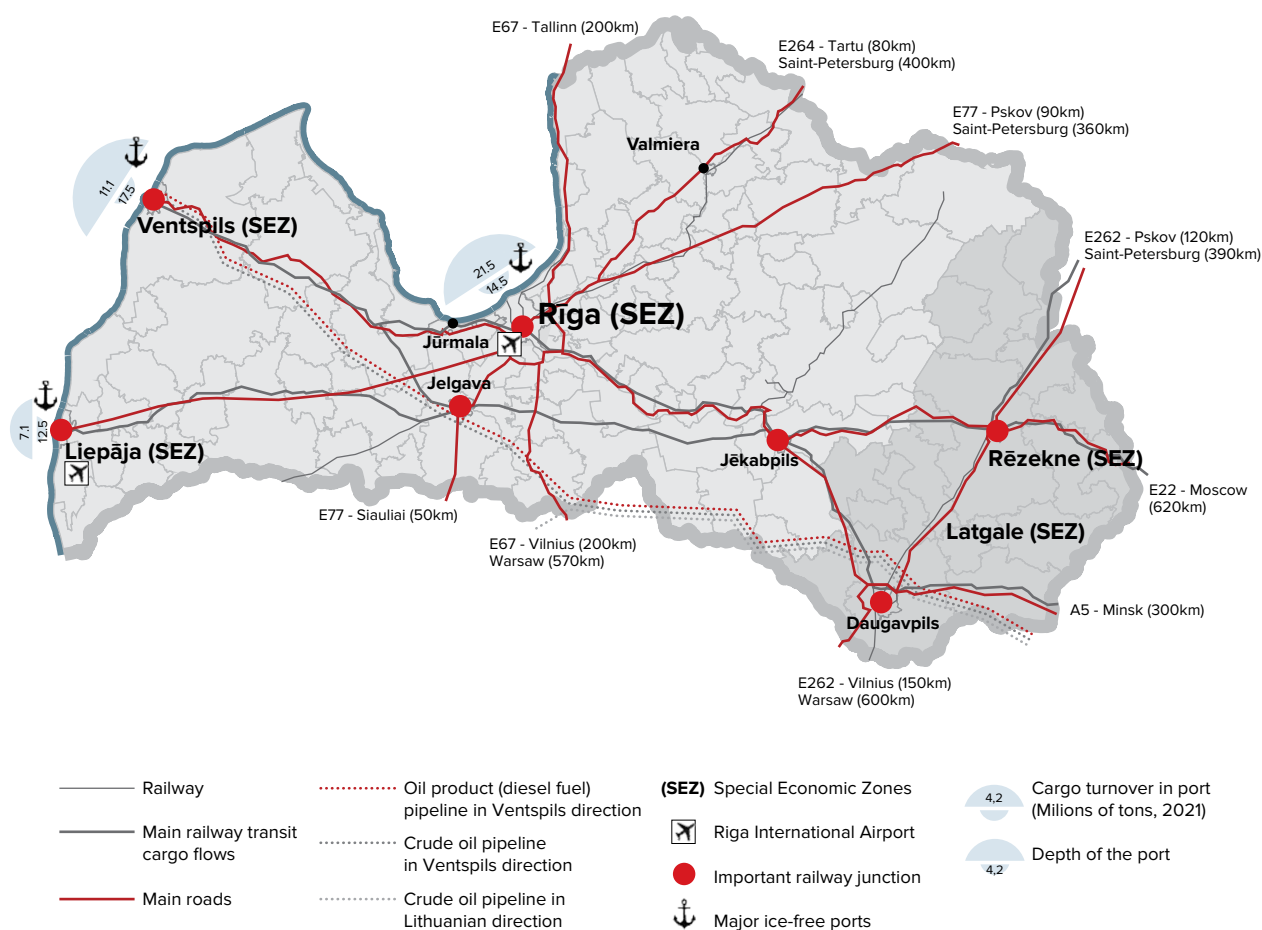 E67 - Tallinn (200km)
E264 - Tartu (80km)
Saint-Petersburg (400km)
E77 - Pskov (90km)
Saint-Petersburg (360km)
Valmiera
11.1
17.5
Ventspils (SEZ)
E262 - Pskov (120km)
Saint-Petersburg (390km)
21.5
14.5
Rīga (SEZ)
Jūrmala
Jelgava
7.1
12.5
Liepāja (SEZ)
Jēkabpils
Rēzekne (SEZ)
E22 - Moscow
(620km)
E77 - Siauliai (50km)
Latgale (SEZ)
E67 - Vilnius (200km)
Warsaw (570km)
A5 - Minsk (300km)
Daugavpils
E262 - Vilnius (150km)
Warsaw (600km)
Railway
Main railway transit
cargo flows
Main roads
Oil product (diesel fuel)
pipeline in Ventspils direction
Crude oil pipeline
in Ventspils direction
Crude oil pipeline in
Lithuanian direction
(SEZ) Special Economic Zones
Riga International Airport
Important railway junction
Major ice-free ports
4,2
Cargo turnover in port
(Milions of tons, 2021)
4,2
Depth of the port